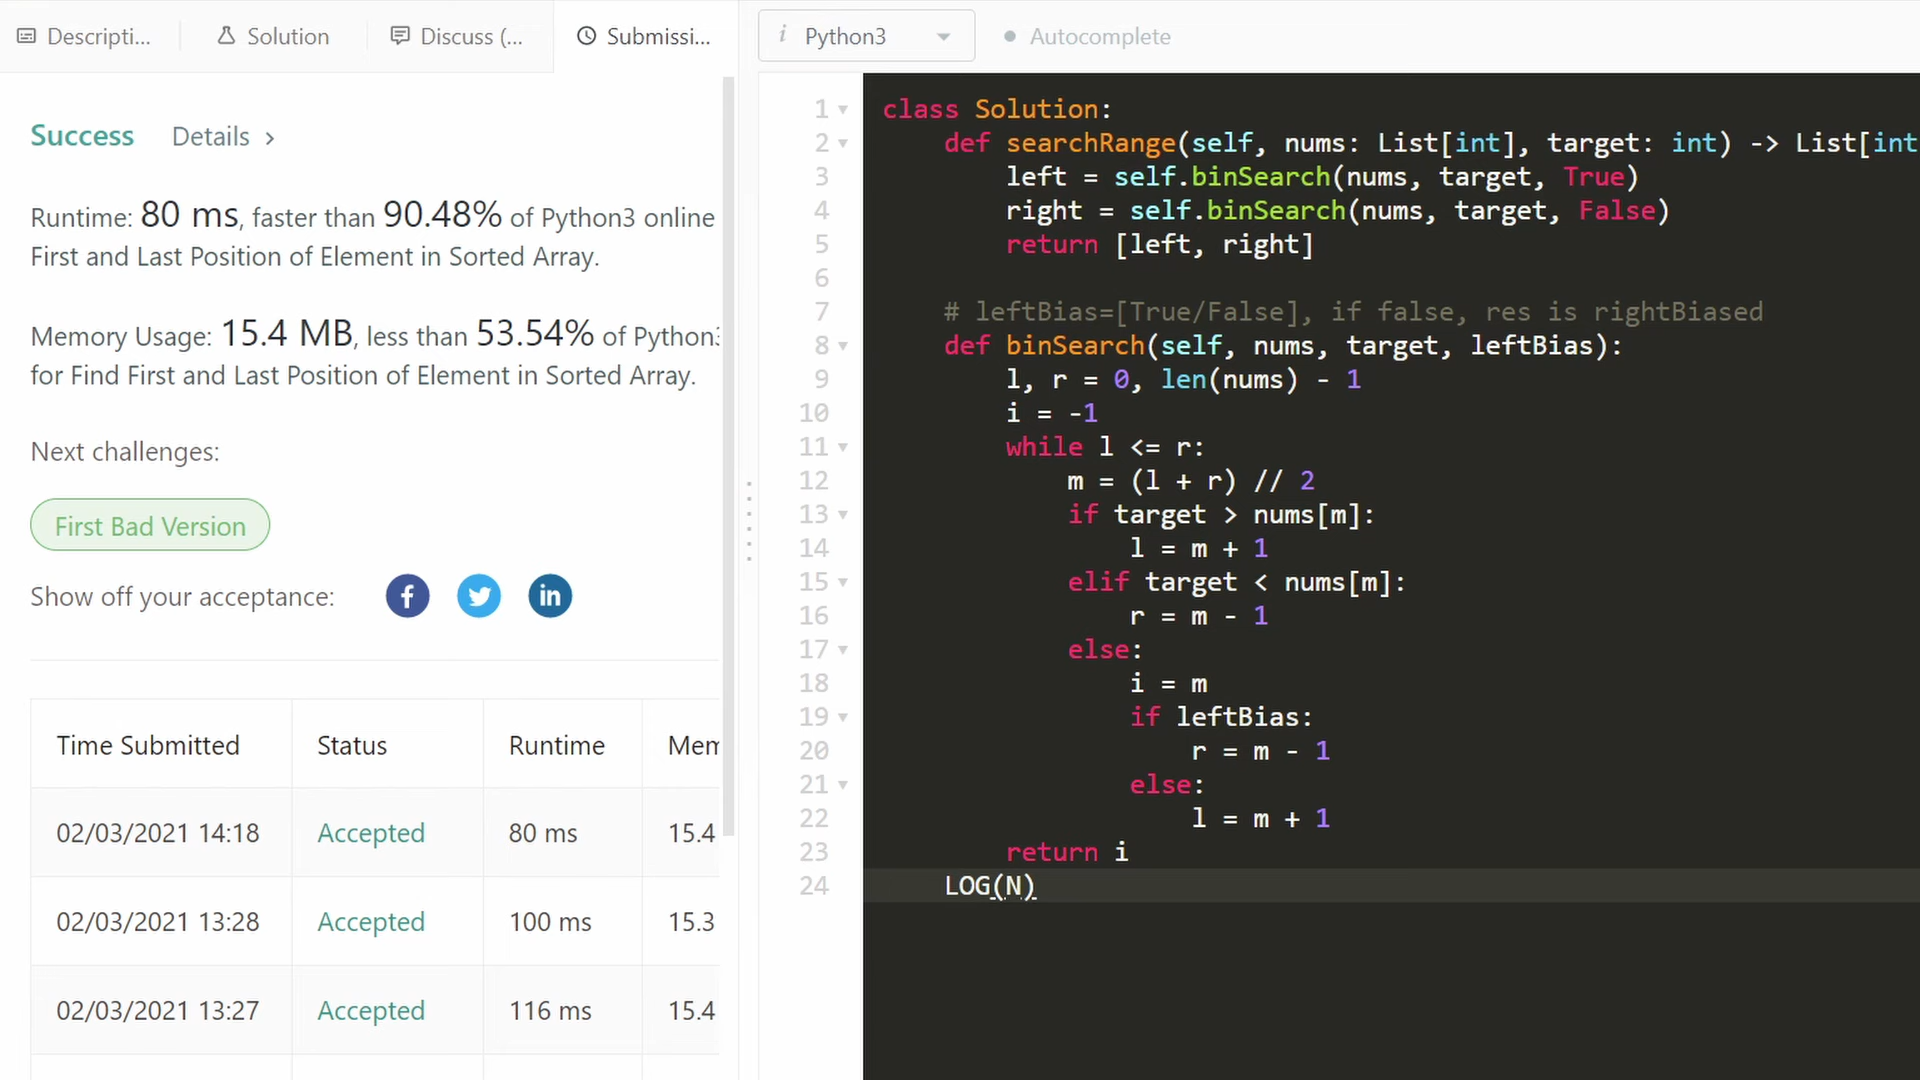 Descripti...
Solution
Discuss (...
Submissi...
i Python3
Autocomplete
Success Details >
Runtime: 80 ms, faster than 90.48% of Python3 online
First and Last Position of Element in Sorted Array.
Memory Usage: 15.4 MB, less than 53.54% of Python3
for Find First and Last Position of Element in Sorted Array.
Next challenges:
First Bad Version
Show off your acceptance:
Time Submitted Status Runtime Mem
02/03/2021 14:18 Accepted 80 ms 15.4
02/03/2021 13:28 Accepted 100 ms 15.3
02/03/2021 13:27 Accepted 116 ms 15.4
1 class Solution:
2 def searchRange(self, nums: List[int], target: int) -> List[int
3 left = self.binSearch(nums, target, True)
4 right = self.binSearch(nums, target, False)
5 return [left, right]
6
7 # leftBias=[True/False], if false, res is rightBiased
8 def binSearch(self, nums, target, leftBias):
9 l, r = 0, len(nums) - 1
10 i = -1
11 while l <= r:
12 m = (l + r) // 2
13 if target > nums[m]:
14 l = m + 1
15 elif target < nums[m]:
16 r = m - 1
17 else:
18 i = m
19 if leftBias:
20 r = m - 1
21 else:
22 l = m + 1
23 return i
24 LOG(N)